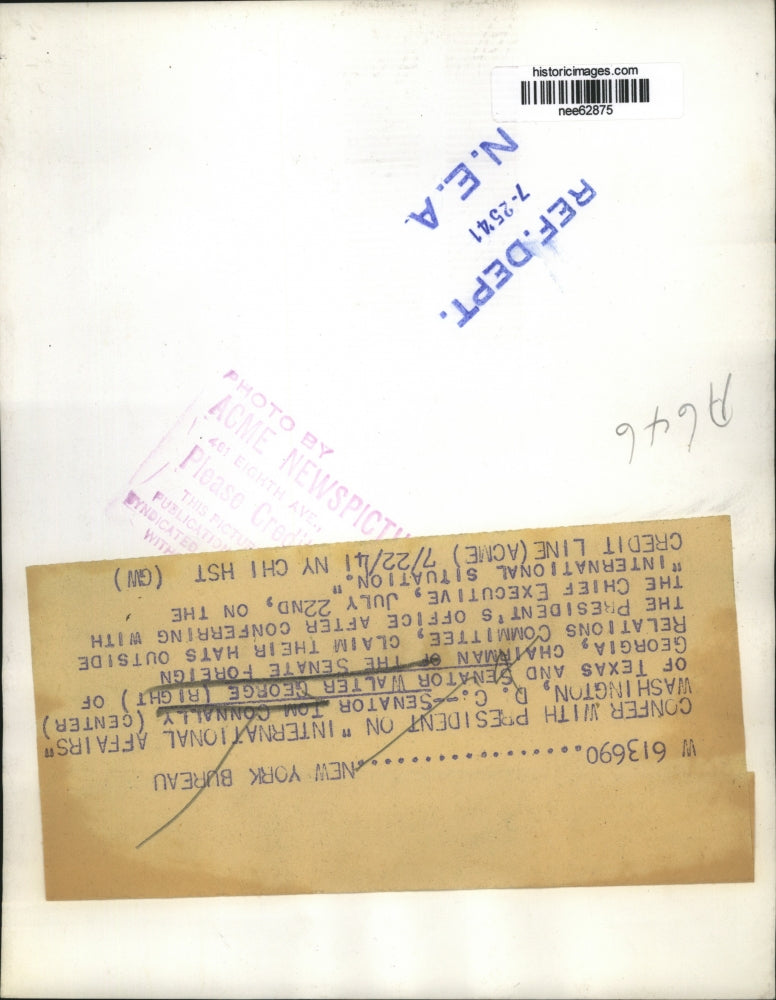 historicimages.com
nee62875
N.E.A
7-25'41
REF.DEPT.
A646
PHOTO BY
ACME NEWSPICTU
461 EIGHTH AVE.,
Please Credit
THIS PICTUR
PUBLICATIO
SYNDICATED
WITH
W 613690....................NEW YORK BUREAU
CONFER WITH PRESIDENT ON "INTERNATIONAL AFFAIRS"
WASHINGTON, D. C.--SENATOR TOM CONNALLY (CENTER)
OF TEXAS AND SENATOR WALTER GEORGE (RIGHT) OF
GEORGIA, CHAIRMAN OF THE SENATE FOREIGN
RELATIONS COMMITTEE, CLAIM THEIR HATS OUTSIDE
THE PRESIDENT'S OFFICE AFTER CONFERRING WITH
THE CHIEF EXECUTIVE, JULY 22ND, ON THE
"INTERNATIONAL SITUATION."
CREDIT LINE (ACME) 7/22/41 NY CHI HST (GW)